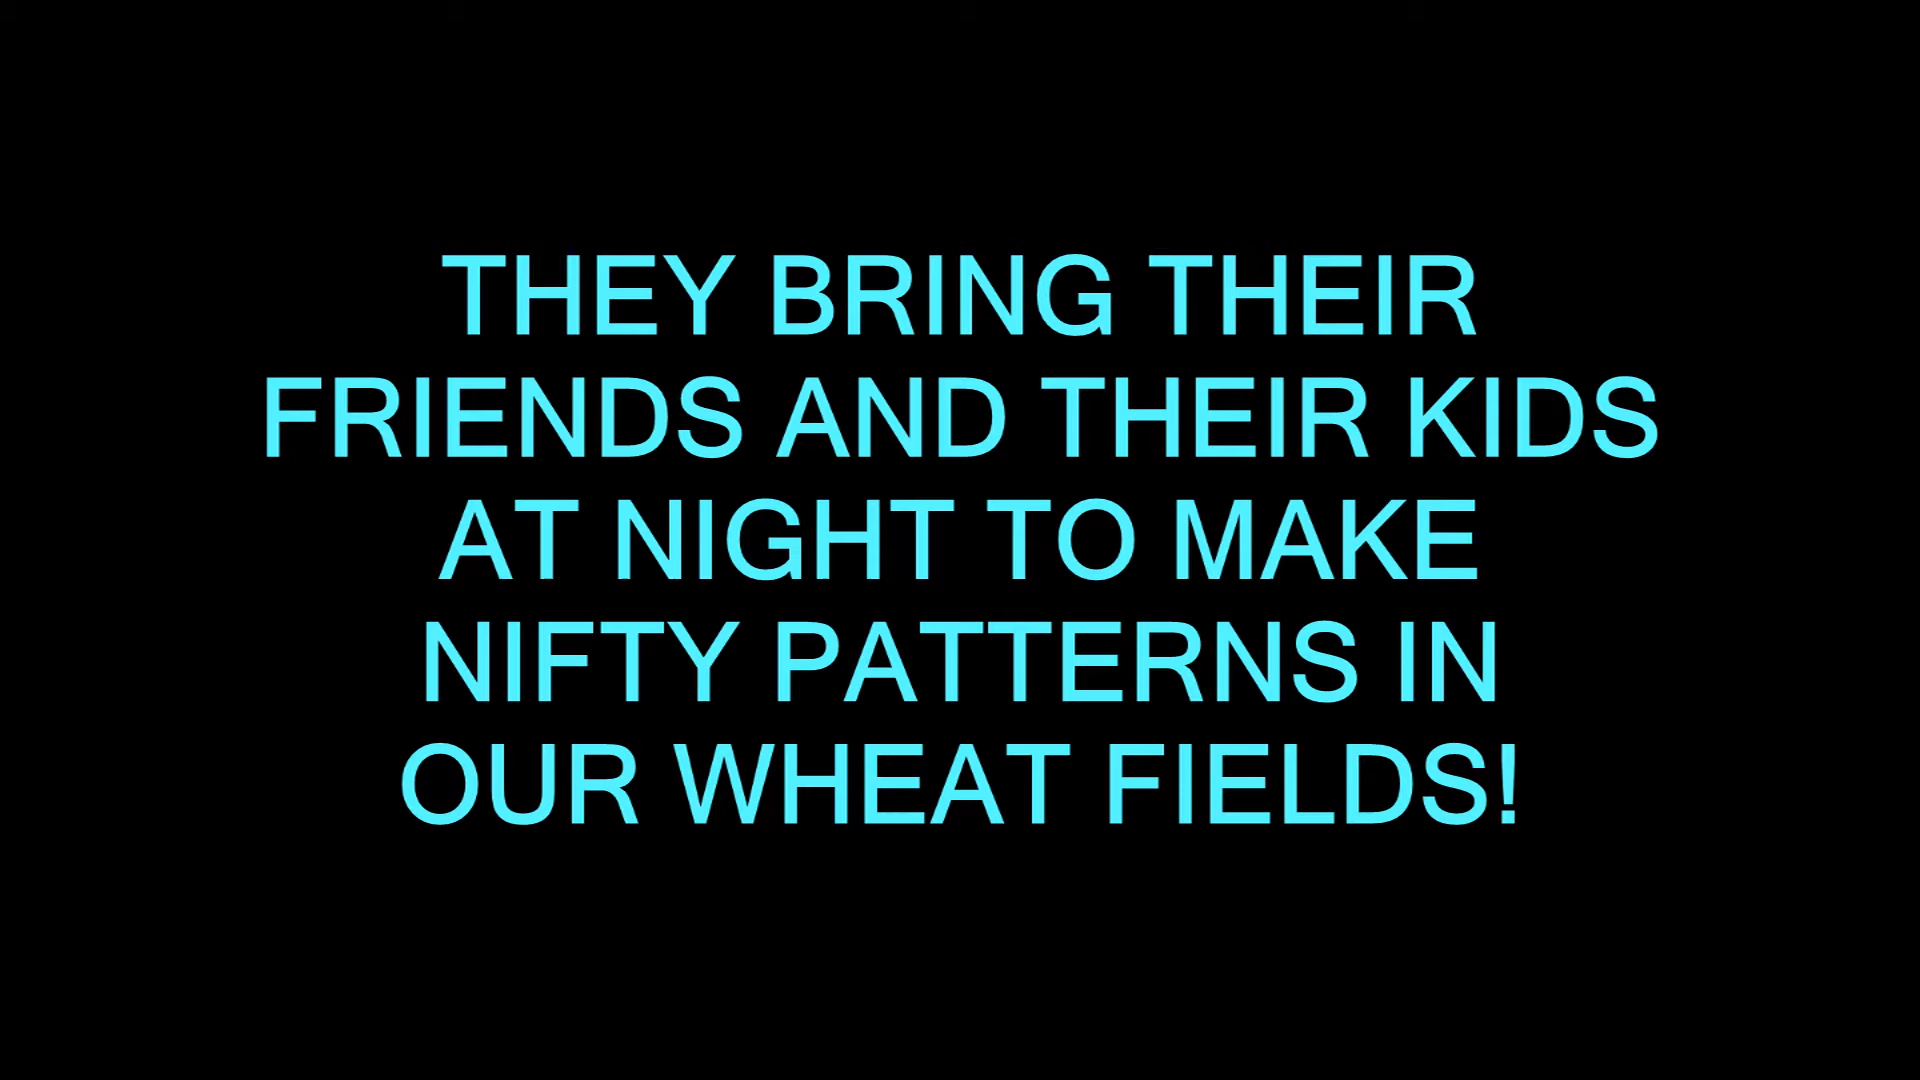 THEY BRING THEIR
FRIENDS AND THEIR KIDS
AT NIGHT TO MAKE
NIFTY PATTERNS IN
OUR WHEAT FIELDS!